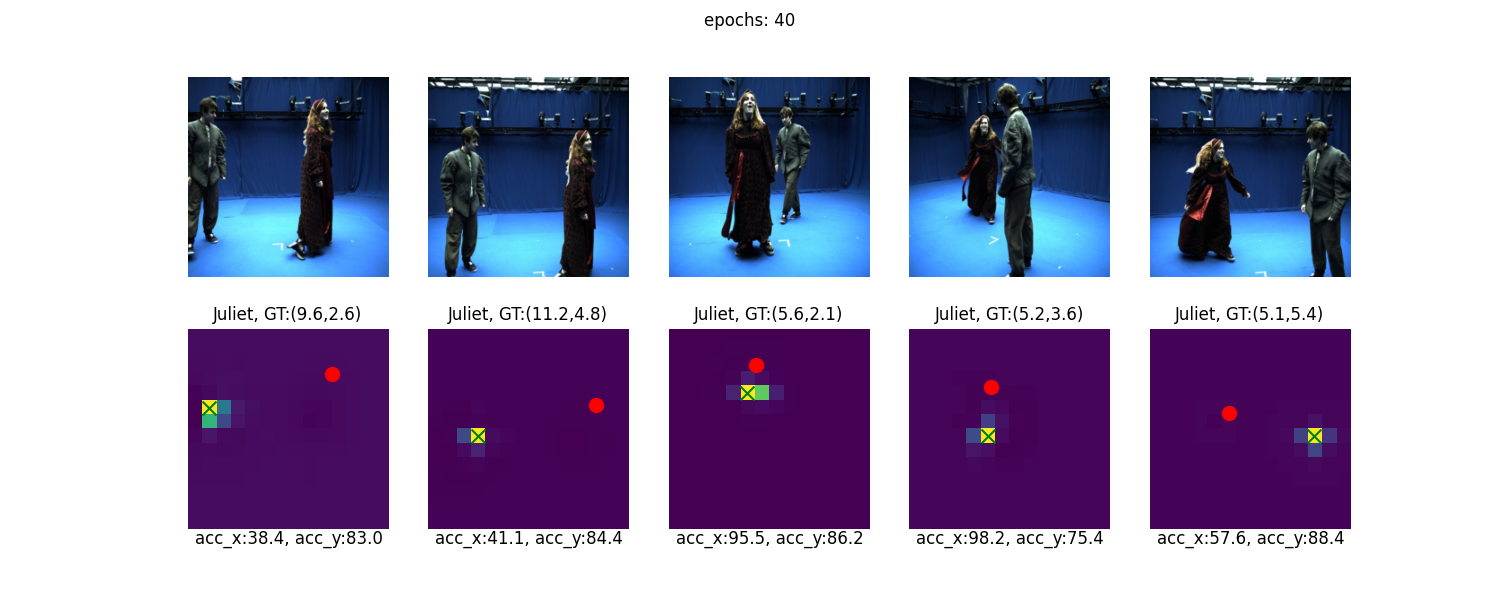 epochs: 40
Juliet, GT:(9.6,2.6)
Juliet, GT:(11.2,4.8)
Juliet, GT:(5.6,2.1)
Juliet, GT:(5.2,3.6)
Juliet, GT:(5.1,5.4)
acc_x:38.4, acc_y:83.0
acc_x:41.1, acc_y:84.4
acc_x:95.5, acc_y:86.2
acc_x:98.2, acc_y:75.4
acc_x:57.6, acc_y:88.4